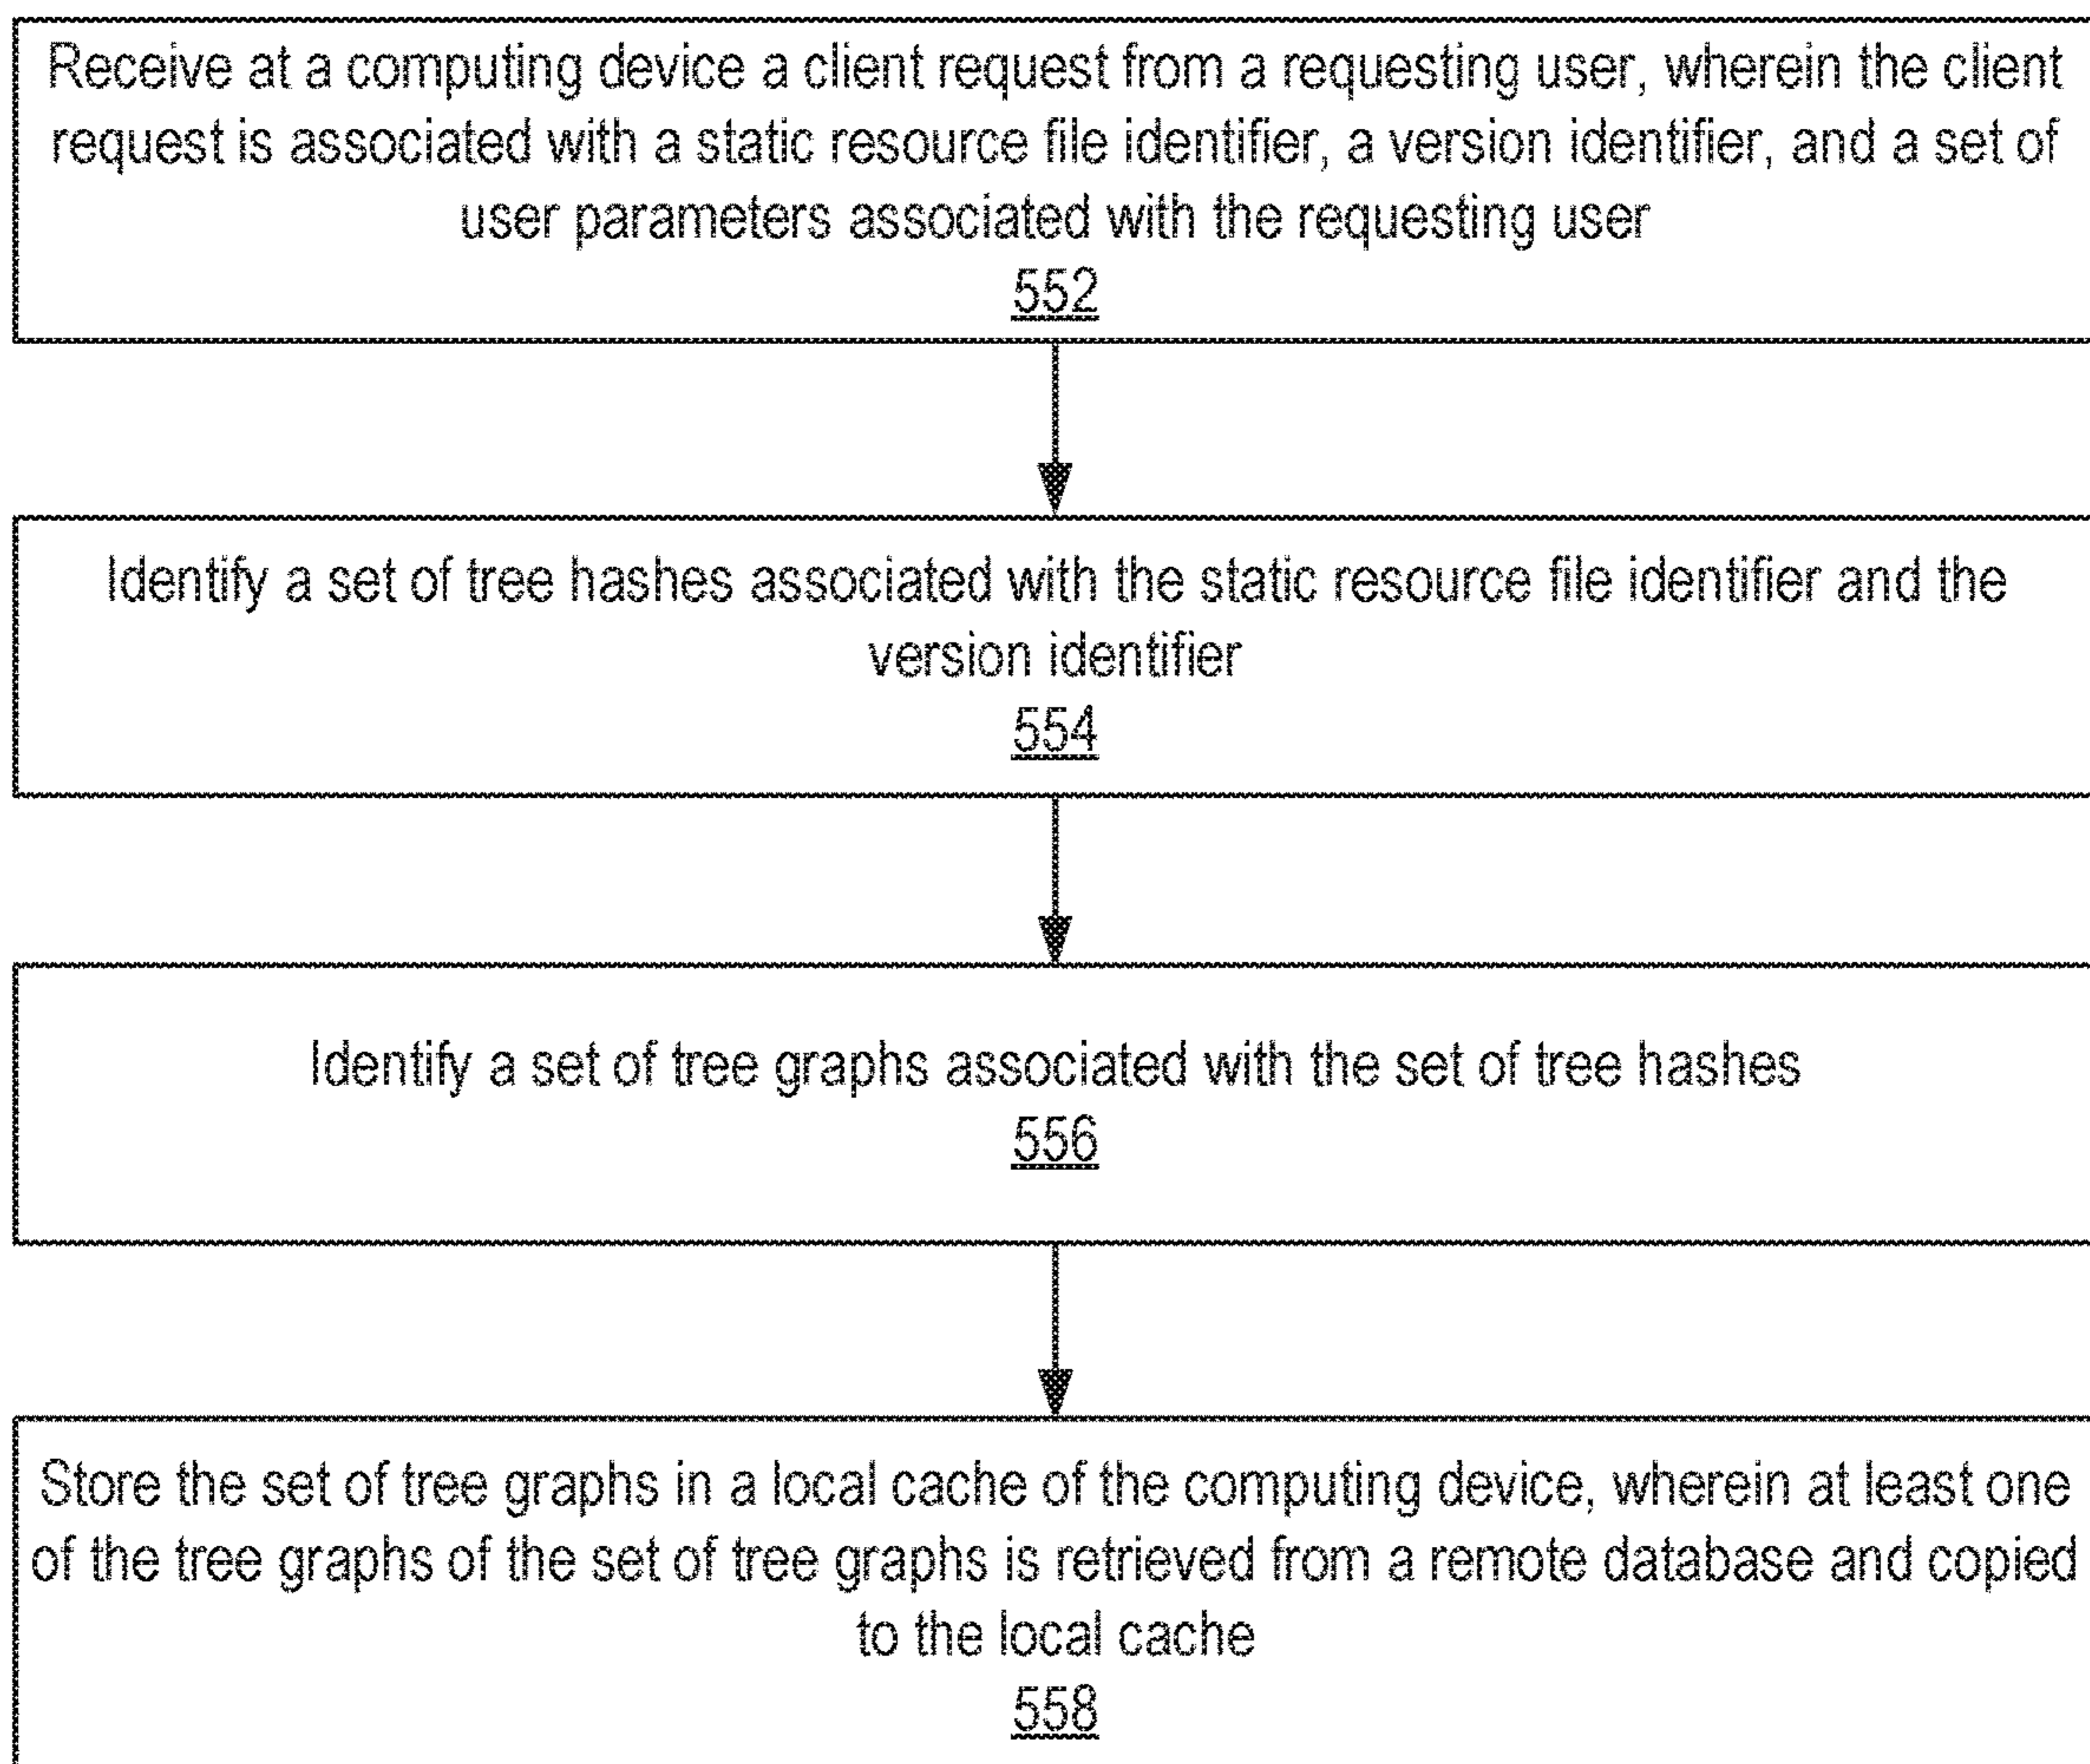 Receive at a computing device a client request from a requesting user, wherein the client
request is associated with a static resource file identifier, a version identifier, and a set of
user parameters associated with the requesting user
552
Identify a set of tree hashes associated with the static resource file identifier and the
version identifier
554
Identify a set of tree graphs associated with the set of tree hashes
556
Store the set of tree graphs in a local cache of the computing device, wherein at least one
of the tree graphs of the set of tree graphs is retrieved from a remote database and copied
to the local cache
558